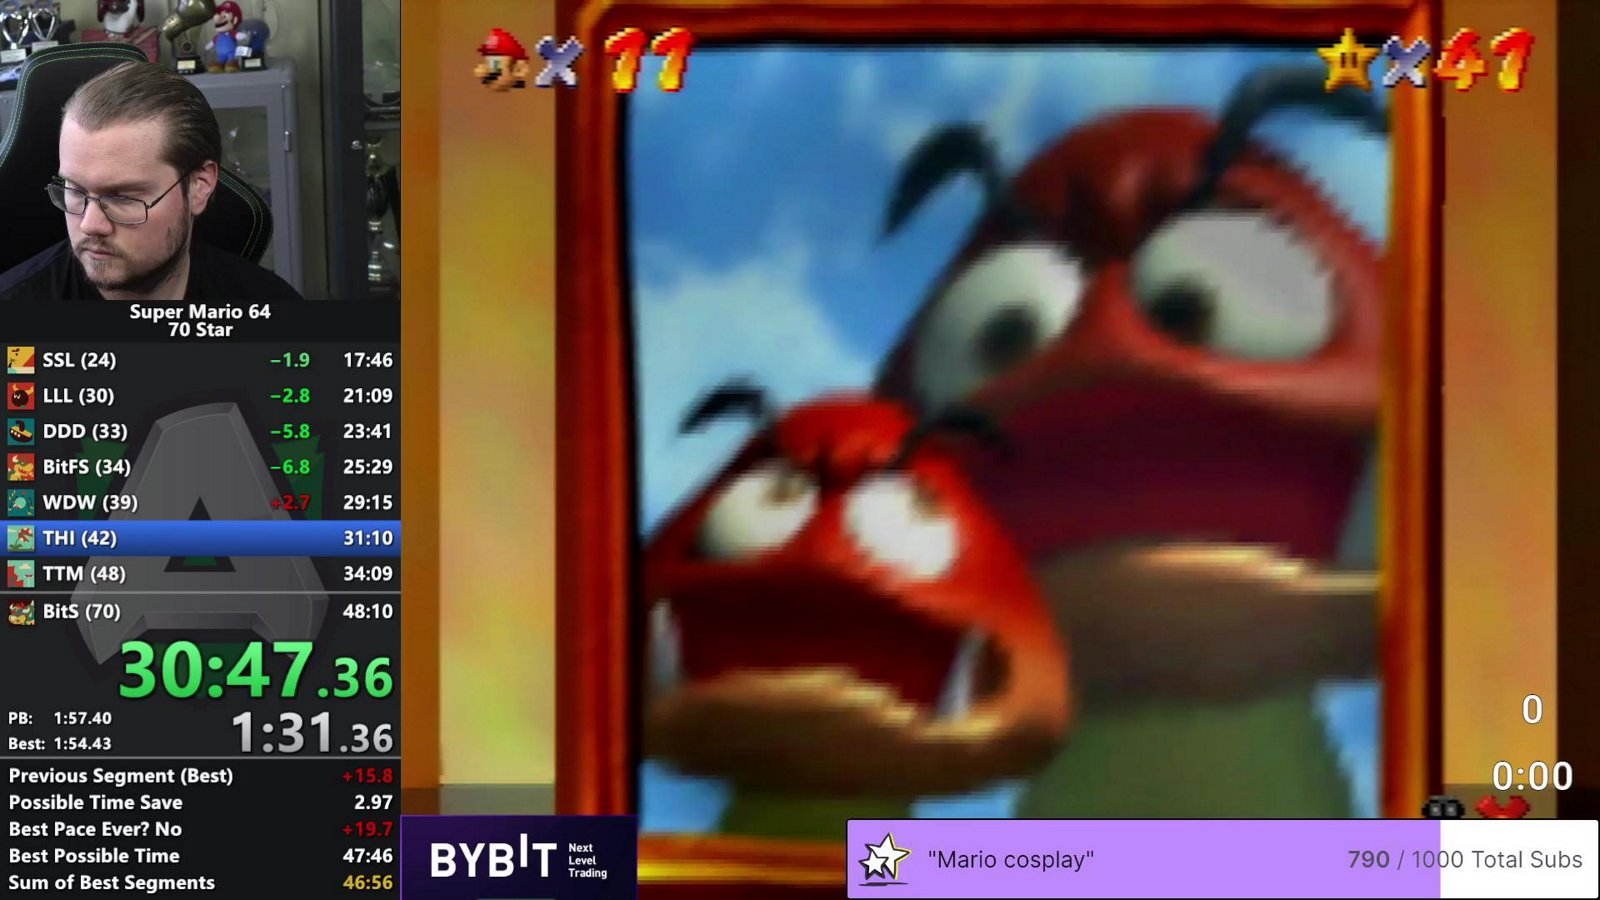 × 11
× 41
Super Mario 64
70 Star
SSL (24) −1.9 17:46
LLL (30) −2.8 21:09
DDD (33) −5.8 23:41
BitFS (34) −6.8 25:29
WDW (39) +2.7 29:15
THI (42) 31:10
TTM (48) 34:09
BitS (70) 48:10
30:47.36
PB: 1:57.40
Best: 1:54.43
1:31.36
Previous Segment (Best) +15.8
Possible Time Save 2.97
Best Pace Ever? No +19.7
Best Possible Time 47:46
Sum of Best Segments 46:56
0
0:00
BYBIT
Next
Level
Trading
"Mario cosplay" 790 / 1000 Total Subs